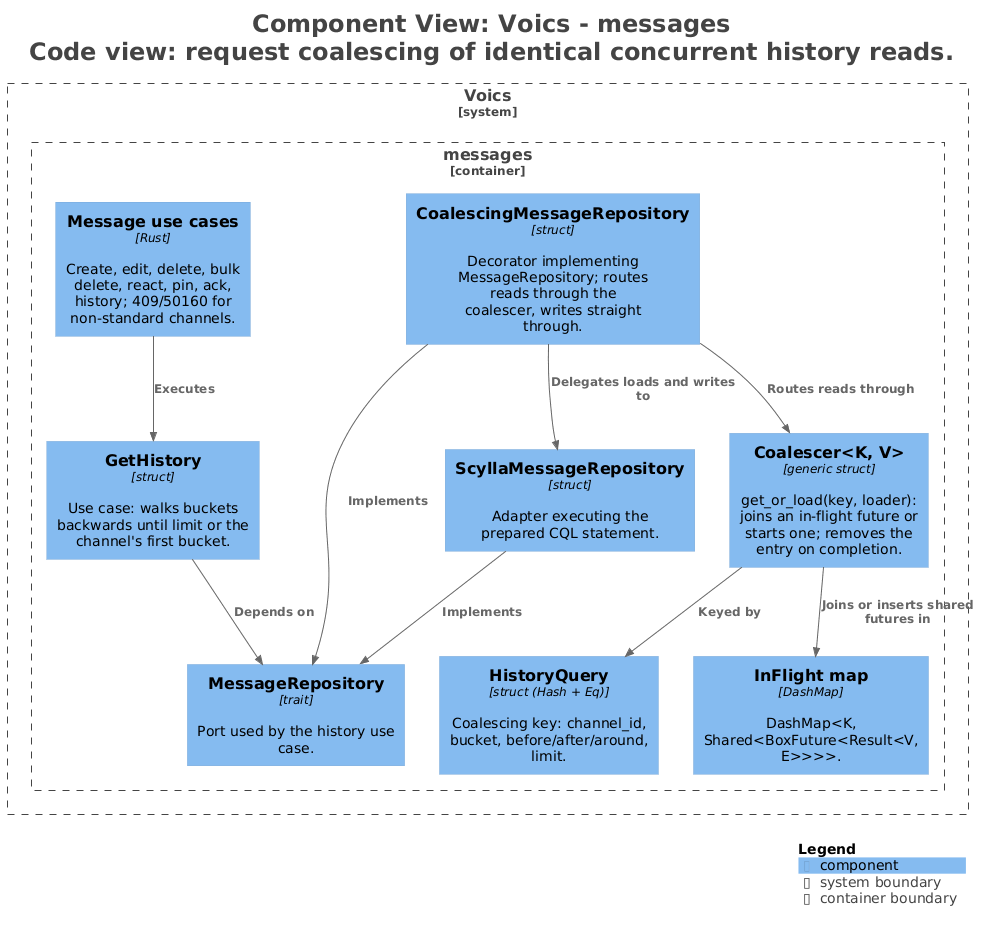 Component View: Voics - messages
Code view: request coalescing of identical concurrent history reads.
Voics
[system]
messages
[container]
Message use cases
[Rust]
Create, edit, delete, bulk
delete, react, pin, ack,
history; 409/50160 for
non-standard channels.
CoalescingMessageRepository
[struct]
Decorator implementing
MessageRepository; routes
reads through the
coalescer, writes straight
through.
Executes
Delegates loads and writes
to
Routes reads through
GetHistory
[struct]
Use case: walks buckets
backwards until limit or the
channel's first bucket.
Implements
ScyllaMessageRepository
[struct]
Adapter executing the
prepared CQL statement.
Coalescer<K, V>
[generic struct]
get_or_load(key, loader):
joins an in-flight future or
starts one; removes the
entry on completion.
Depends on
Implements
Keyed by
Joins or inserts shared
futures in
MessageRepository
[trait]
Port used by the history use
case.
HistoryQuery
[struct (Hash + Eq)]
Coalescing key: channel_id,
bucket, before/after/around,
limit.
InFlight map
[DashMap]
DashMap<K,
Shared<BoxFuture<Result<V,
E>>>>.
Legend
component
system boundary
container boundary